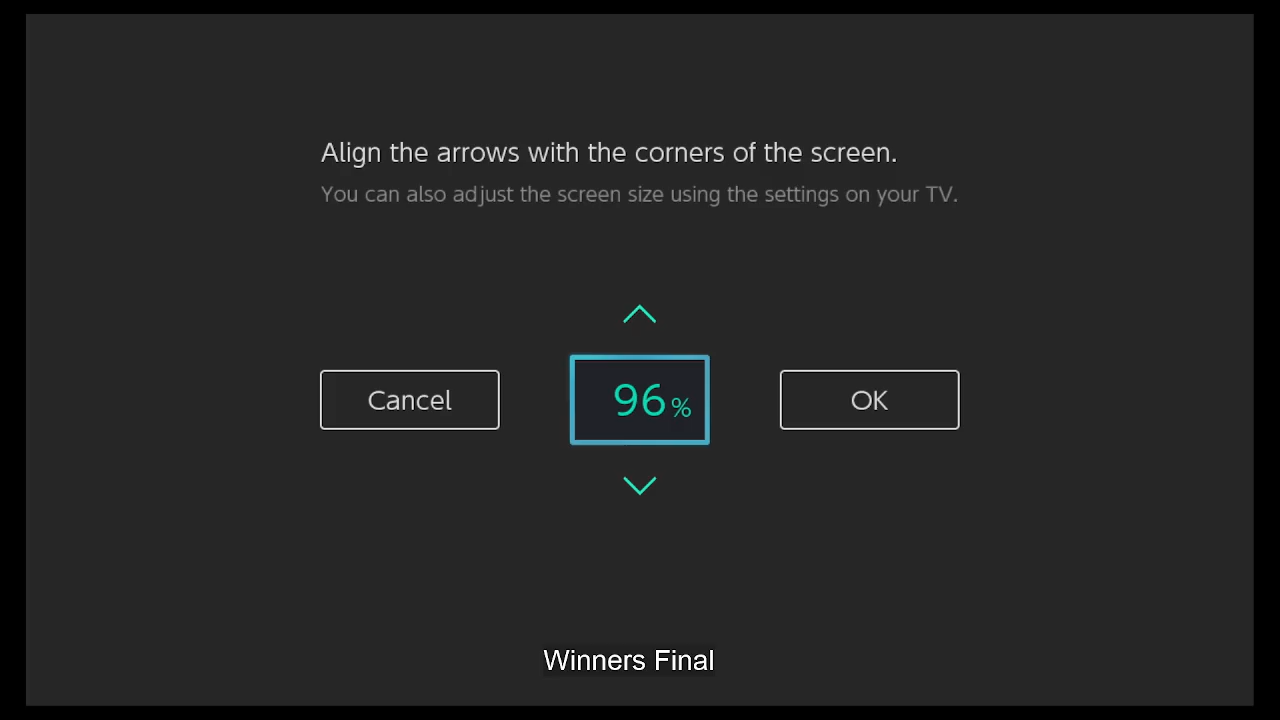 Align the arrows with the corners of the screen.
You can also adjust the screen size using the settings on your TV.
Cancel
96%
OK
Winners Final